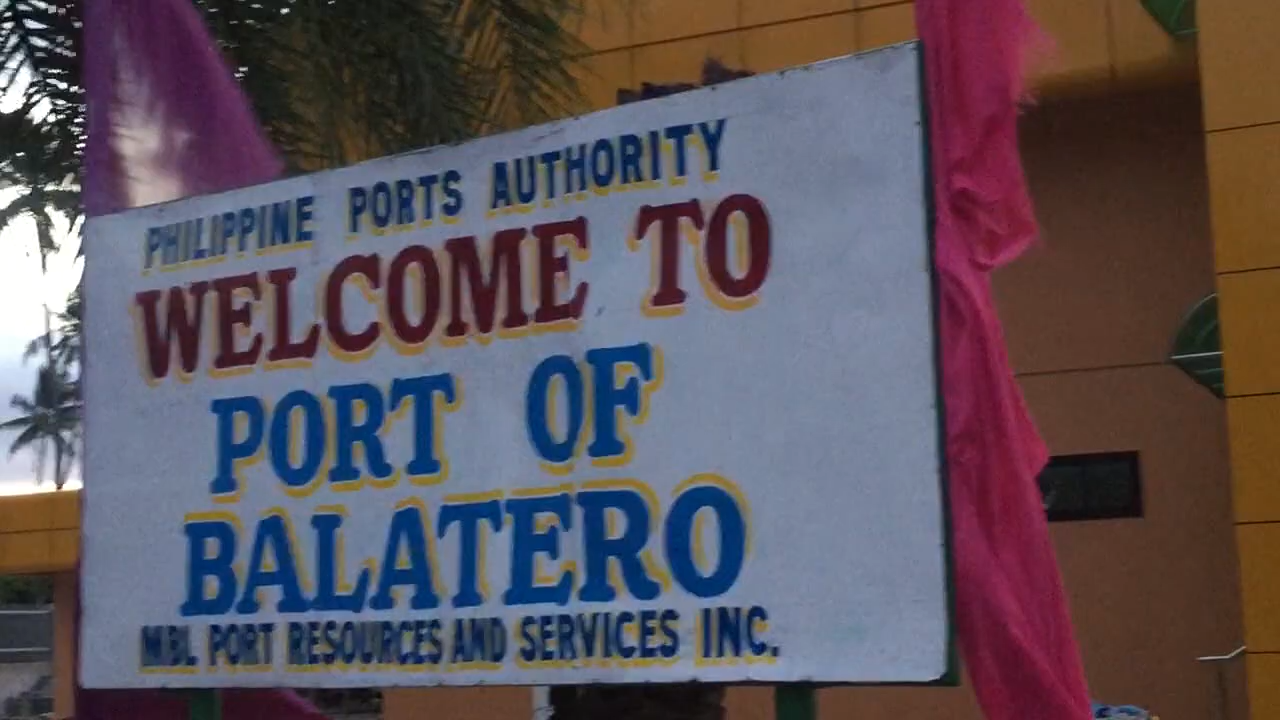 PHILIPPINE PORTS AUTHORITY
WELCOME TO
PORT OF
BALATERO
MBL PORT RESOURCES AND SERVICES INC.